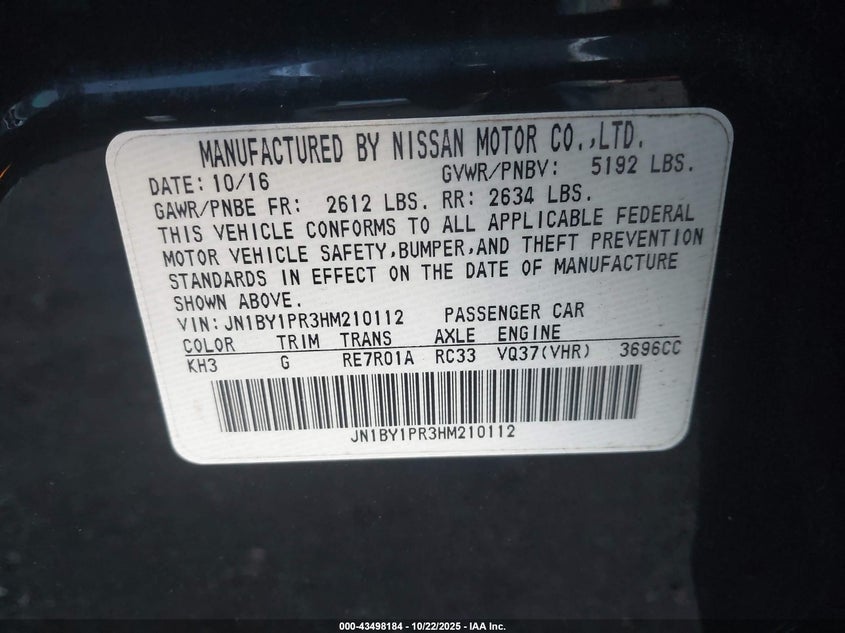 MANUFACTURED BY NISSAN MOTOR CO.,LTD.
DATE: 10/16 GVWR/PNBV: 5192 LBS.
GAWR/PNBE FR: 2612 LBS. RR: 2634 LBS.
THIS VEHICLE CONFORMS TO ALL APPLICABLE FEDERAL
MOTOR VEHICLE SAFETY,BUMPER,AND THEFT PREVENTION
STANDARDS IN EFFECT ON THE DATE OF MANUFACTURE
SHOWN ABOVE.
VIN:JN1BY1PR3HM210112 PASSENGER CAR
COLOR TRIM TRANS AXLE ENGINE
KH3 G RE7R01A RC33 VQ37(VHR) 3696CC
JN1BY1PR3HM210112
000-43498184 - 10/22/2025 - IAA Inc.